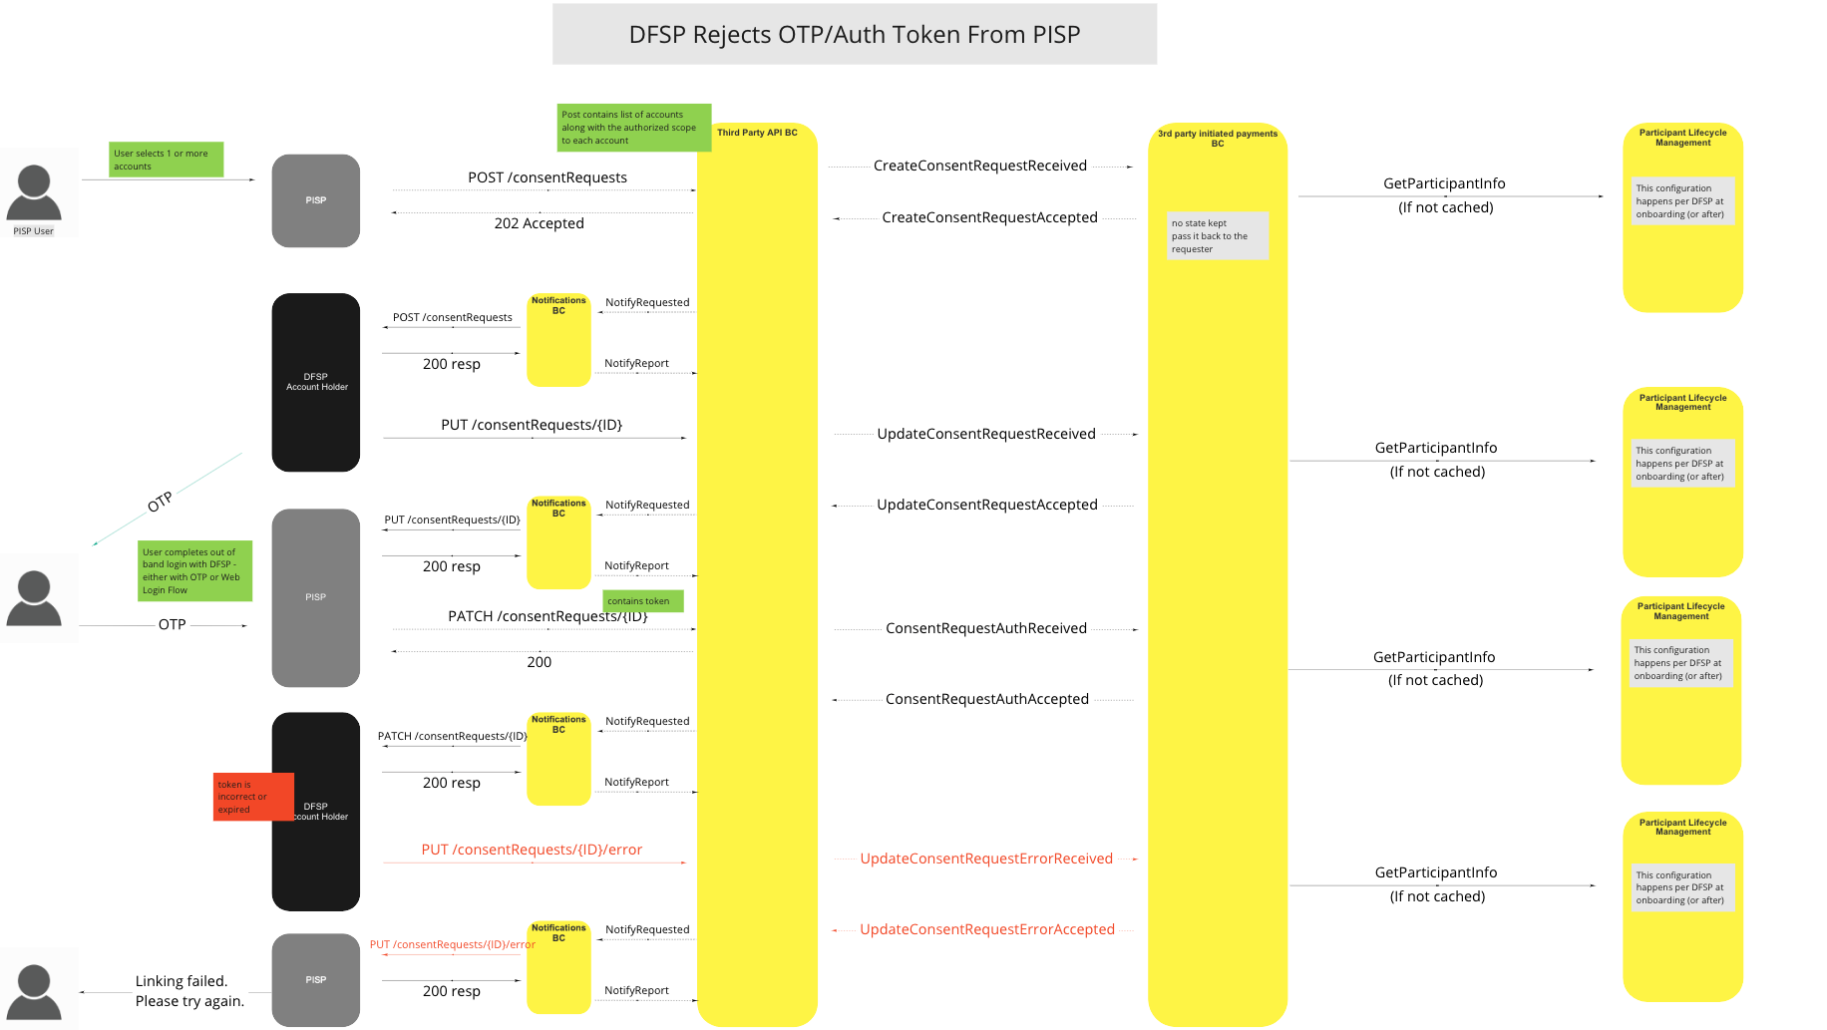 DFSP Rejects OTP/Auth Token From PISP
Post contains list of accounts
along with the authorized scope
to each account
Third Party API BC
3rd party initiated payments
BC
Participant Lifecycle
Management
User selects 1 or more
accounts
PISP User
PISP
POST /consentRequests
202 Accepted
CreateConsentRequestReceived
CreateConsentRequestAccepted
no state kept
pass it back to the
requester
GetParticipantInfo
(If not cached)
This configuration
happens per DFSP at
onboarding (or after)
DFSP
Account Holder
POST /consentRequests
200 resp
Notifications
BC
NotifyRequested
NotifyReport
PUT /consentRequests/{ID}
UpdateConsentRequestReceived
GetParticipantInfo
(If not cached)
Participant Lifecycle
Management
This configuration
happens per DFSP at
onboarding (or after)
OTP
PUT /consentRequests/{ID}
200 resp
Notifications
BC
NotifyRequested
NotifyReport
UpdateConsentRequestAccepted
User completes out of
band login with DFSP -
either with OTP or Web
Login Flow
OTP
PISP
contains token
PATCH /consentRequests/{ID}
200
ConsentRequestAuthReceived
ConsentRequestAuthAccepted
GetParticipantInfo
(If not cached)
Participant Lifecycle
Management
This configuration
happens per DFSP at
onboarding (or after)
PATCH /consentRequests/{ID}
200 resp
Notifications
BC
NotifyRequested
NotifyReport
token is
incorrect or
expired
DFSP
ccount Holder
PUT /consentRequests/{ID}/error
UpdateConsentRequestErrorReceived
GetParticipantInfo
(If not cached)
Participant Lifecycle
Management
This configuration
happens per DFSP at
onboarding (or after)
UpdateConsentRequestErrorAccepted
PUT /consentRequests/{ID}/error
200 resp
Notifications
BC
NotifyRequested
NotifyReport
PISP
Linking failed.
Please try again.